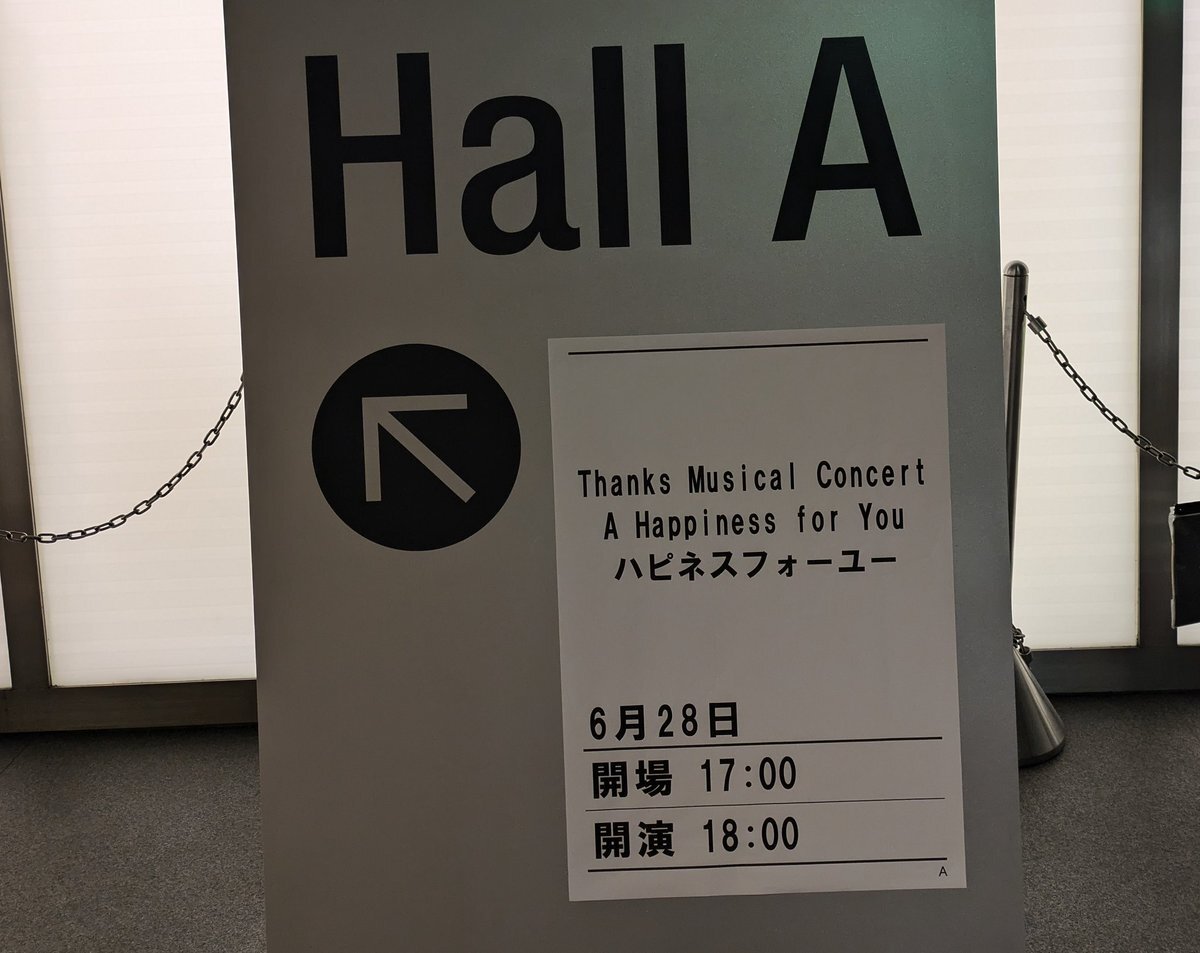 Hall A
Thanks Musical Concert
A Happiness for You
ハピネスフォーユー
6月28日
開場 17:00
開演 18:00
A